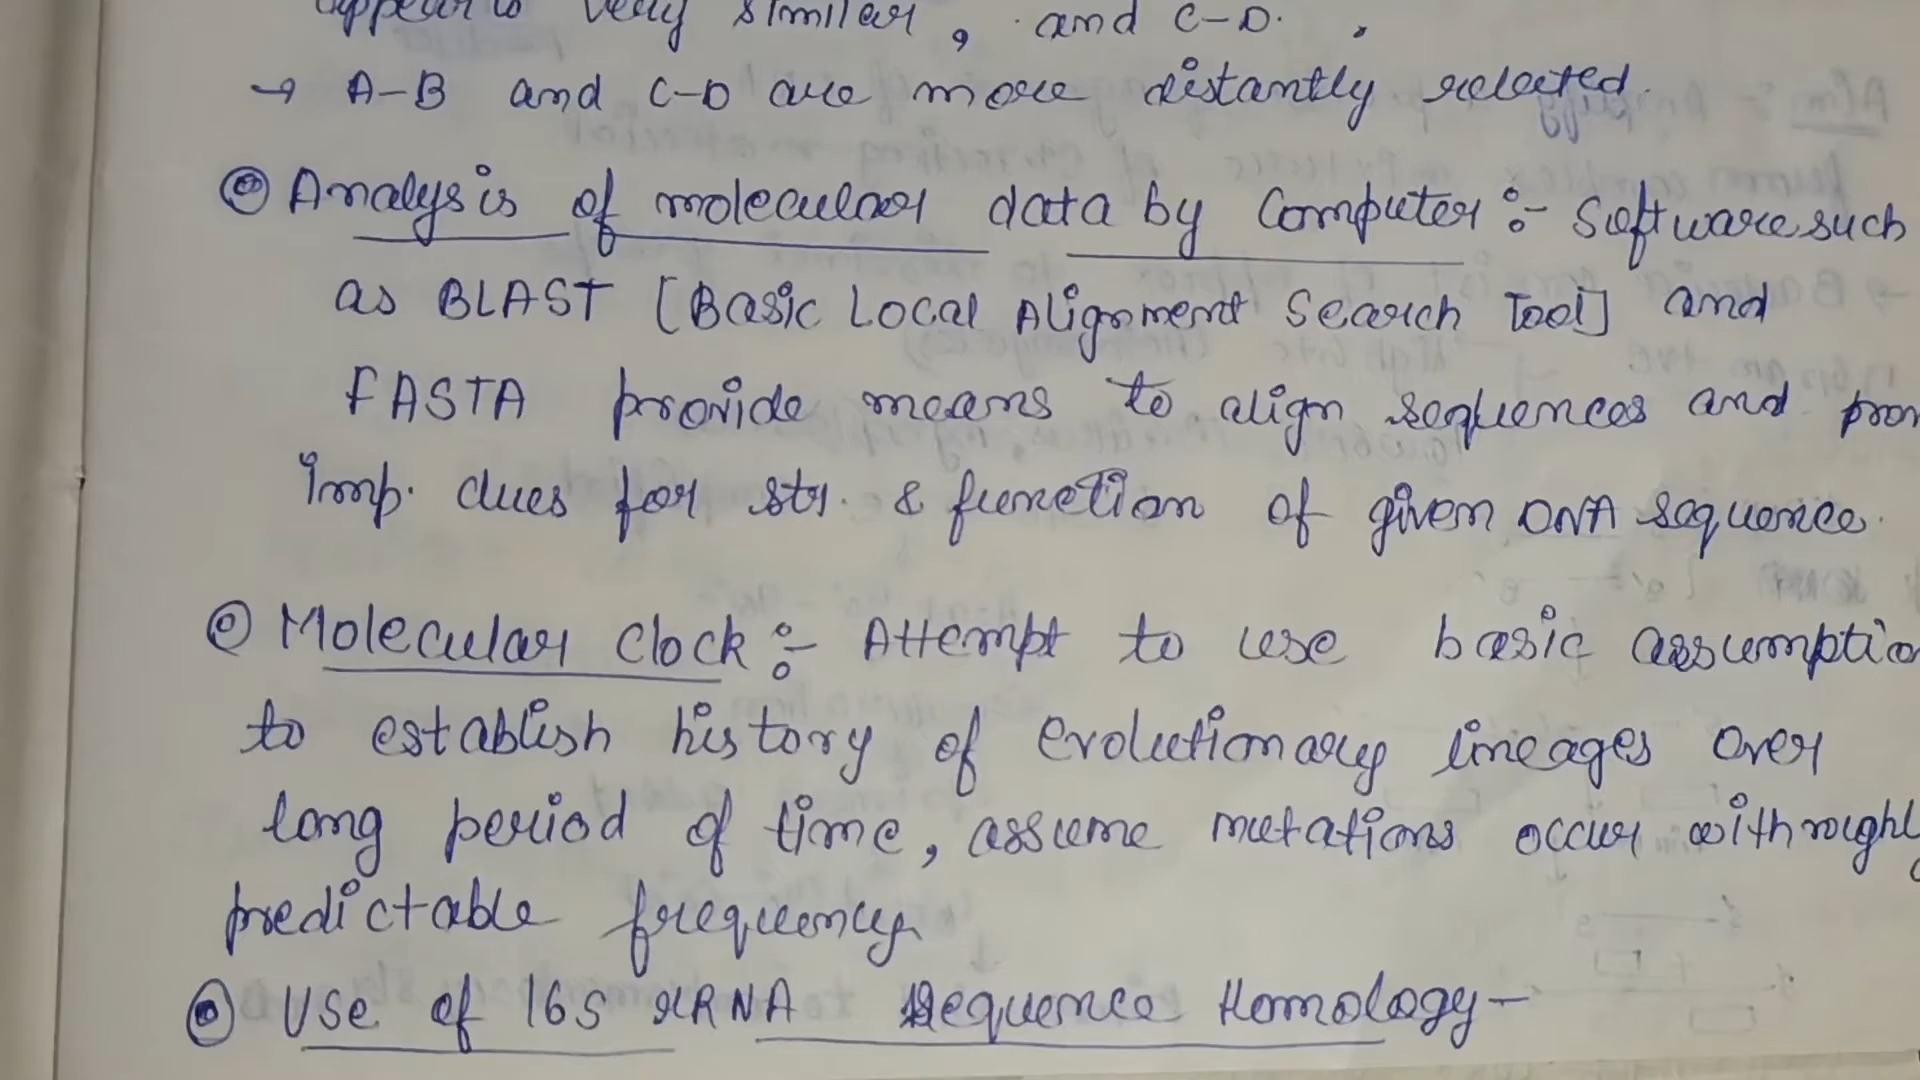 appear to very similar, and C-D.
→ A-B and C-D are more distantly related.
Analysis of molecular data by Computer :- Software such
as BLAST [Basic Local Alignment Search Tool] and
FASTA provide means to align sequences and prov
imp. clues for str. & function of given DNA sequence.
Molecular Clock :- Attempt to use basic assumptio
to establish history of evolutionary lineages over
long period of time, assume mutations occur with roughly
predictable frequency.
Use of 16S rRNA Sequence Homology -